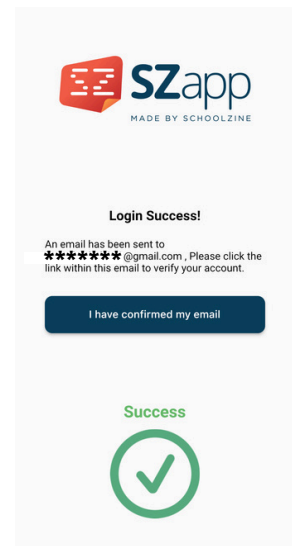 SZapp
MADE BY SCHOOLZINE
Login Success!
An email has been sent to
*******@gmail.com , Please click the
link within this email to verify your account.
I have confirmed my email
Success